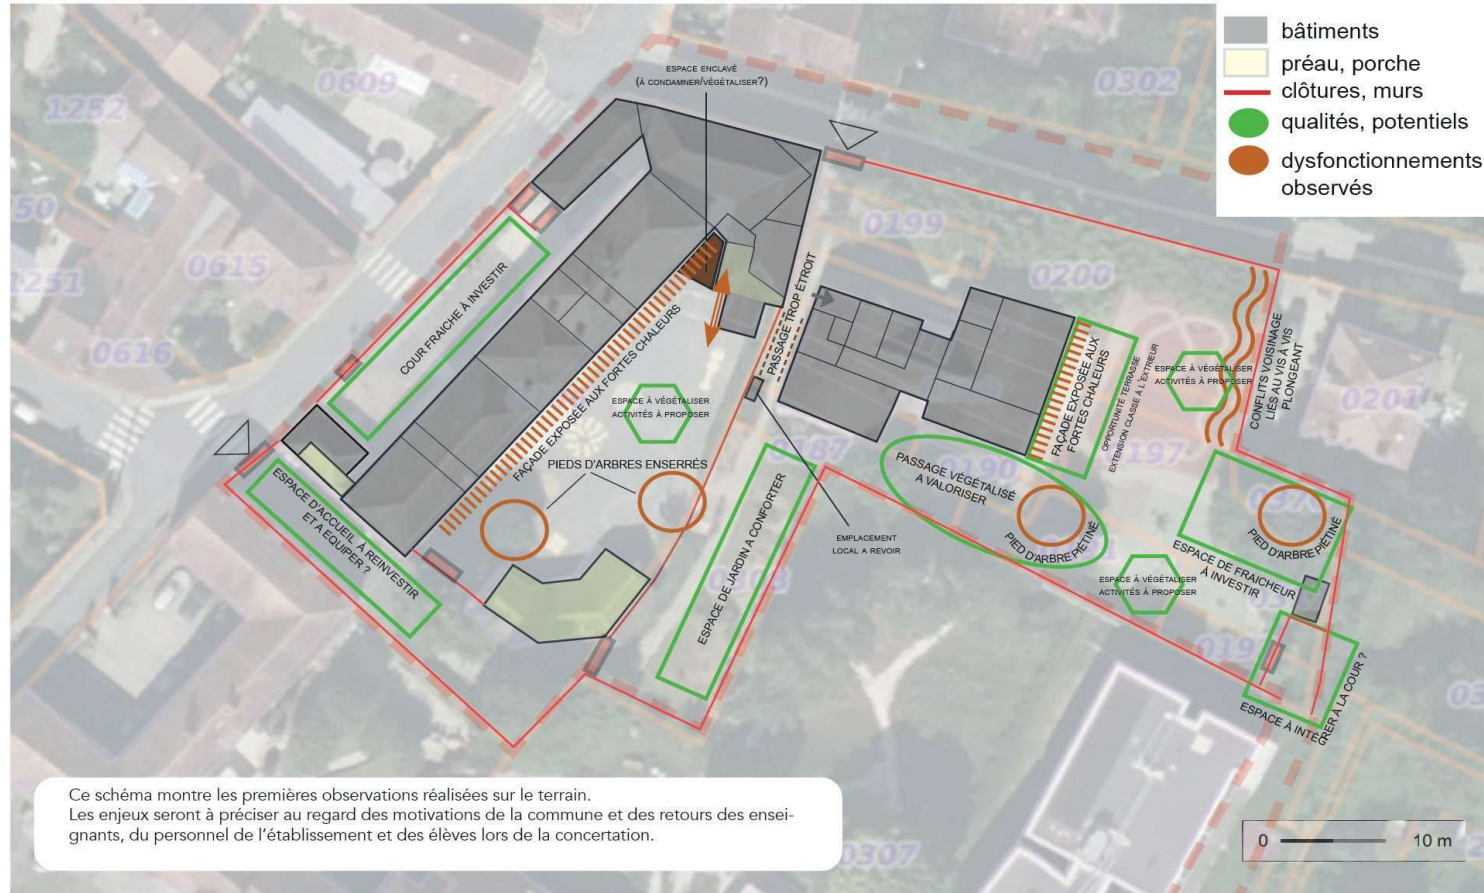 bâtiments
préau, porche
clôtures, murs
qualités, potentiels
dysfonctionnements
observés
ESPACE ENCLAVÉ
(À CONDAMNER/VÉGÉTALISER?)
0302
0609
1252
50
0199
0615
1251
0200
0616
COUR FRAICHE À INVESTIR
PASSAGE TROP ÉTROIT
FAÇADE EXPOSÉE AUX FORTES CHALEURS
FAÇADE EXPOSÉE AUX
FORTES CHALEURS
OPPORTUNITÉ TERRASSE
EXTENSION CLASSE À L'EXTRIEUR
ESPACE À VÉGÉTALISER
ACTIVITÉS À PROPOSER
CONFLITS VOISINAGE
LIÉS AU VIS À VIS
PLONGEANT
0201
ESPACE À VÉGÉTALISER
ACTIVITÉS À PROPOSER
0187
0197
PIEDS D'ARBRES ENSERRÉS
PASSAGE VÉGÉTALISÉ
A VALORISER
0190
PIED D'ARBRE PIÉTINÉ
PIED D'ARBRE PIÉTINÉ
ESPACE D'ACCUEIL À REINVESTIR
ET À EQUIPER ?
EMPLACEMENT
LOCAL A REVOIR
ESPACE DE JARDIN A CONFORTER
ESPACE DE FRAICHEUR
À INVESTIR
ESPACE À VÉGÉTALISER
ACTIVITÉS À PROPOSER
ESPACE À INTÉGRER À LA COUR ?
Ce schéma montre les premières observations réalisées sur le terrain.
Les enjeux seront à préciser au regard des motivations de la commune et des retours des ensei-
gnants, du personnel de l'établissement et des élèves lors de la concertation.
0307
0 10 m